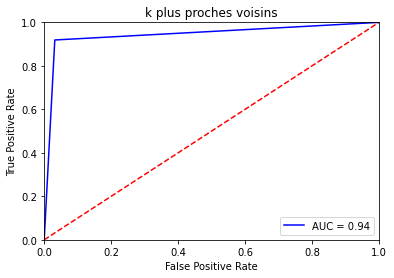 k plus proches voisins
1.0
0.8
0.6
0.4
0.2
0.0
True Positive Rate
AUC = 0.94
0.0 0.2 0.4 0.6 0.8 1.0
False Positive Rate